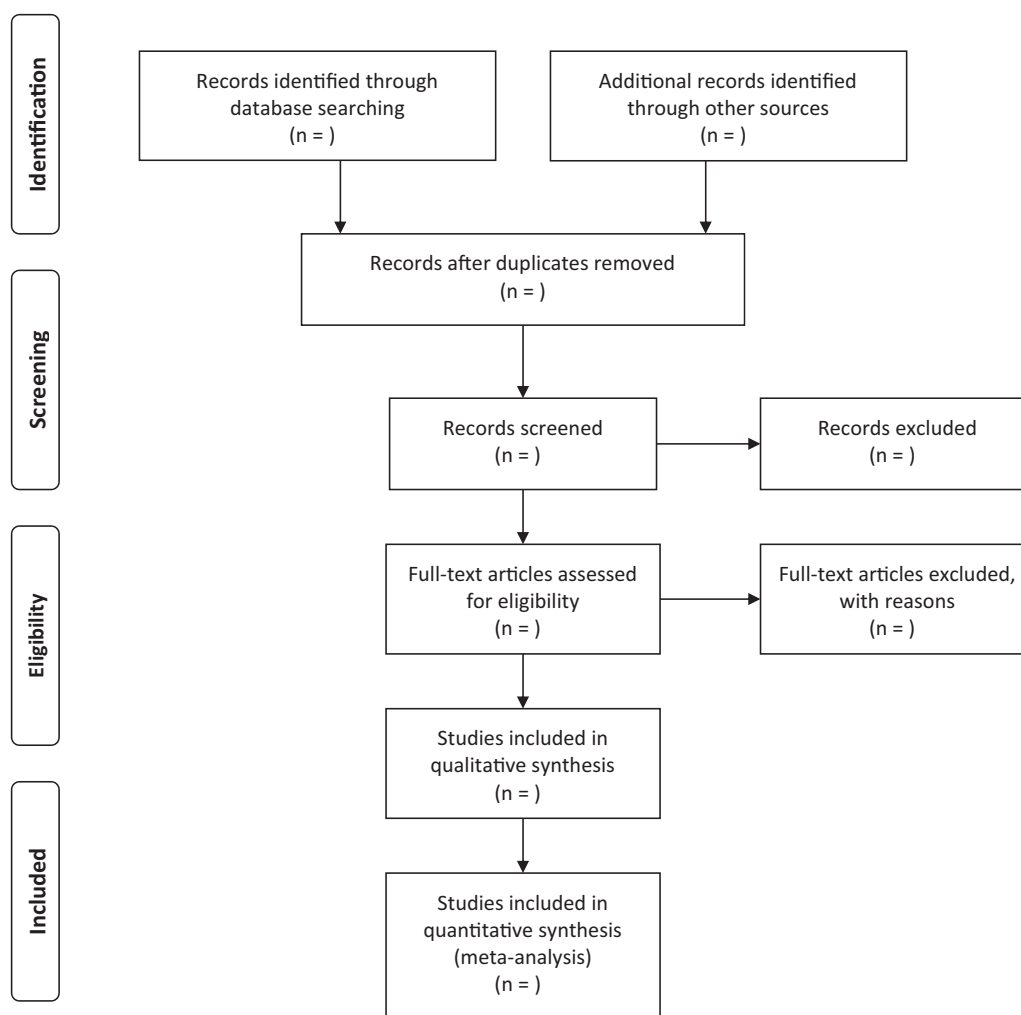 Identification
Records identified through
database searching
(n = )
Additional records identified
through other sources
(n = )
Records after duplicates removed
(n = )
Screening
Records screened
(n = )
Records excluded
(n = )
Eligibility
Full-text articles assessed
for eligibility
(n = )
Full-text articles excluded,
with reasons
(n = )
Studies included in
qualitative synthesis
(n = )
Included
Studies included in
quantitative synthesis
(meta-analysis)
(n = )